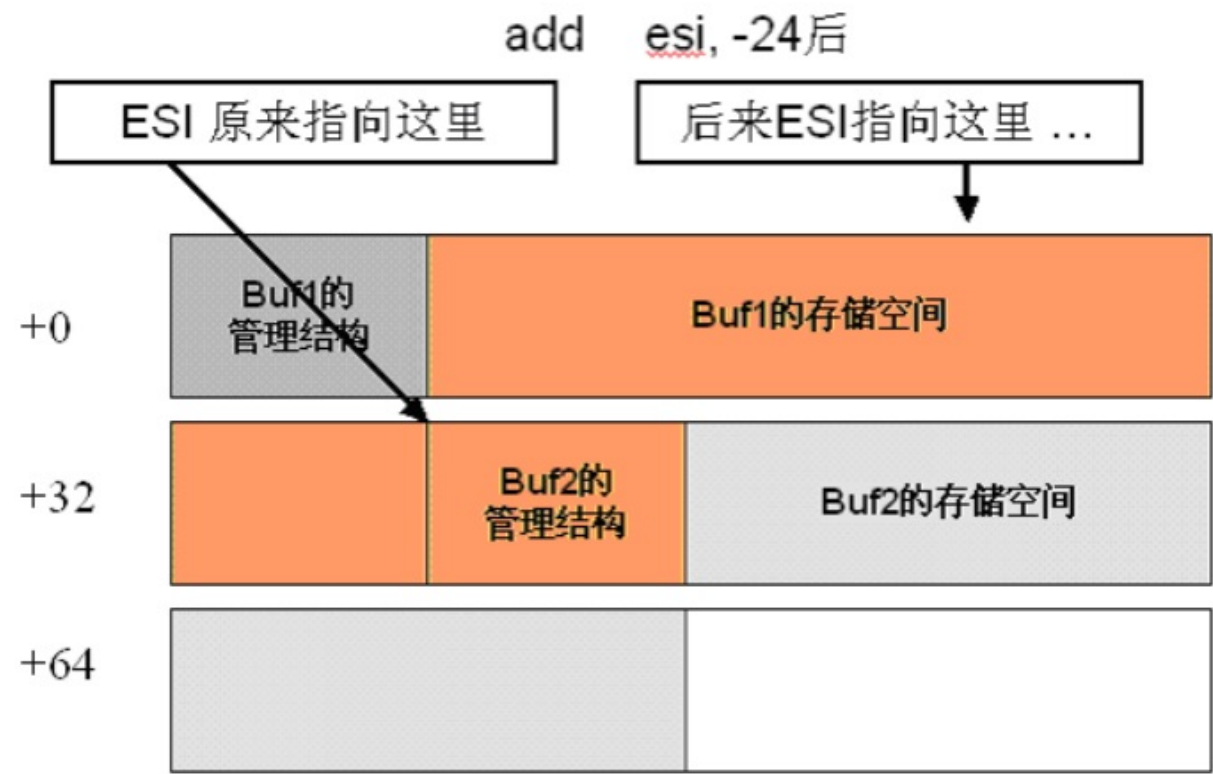 add esi, -24后
ESI 原来指向这里
后来ESI指向这里 ...
+0
Buf1的
管理结构
Buf1的存储空间
+32
Buf2的
管理结构
Buf2的存储空间
+64